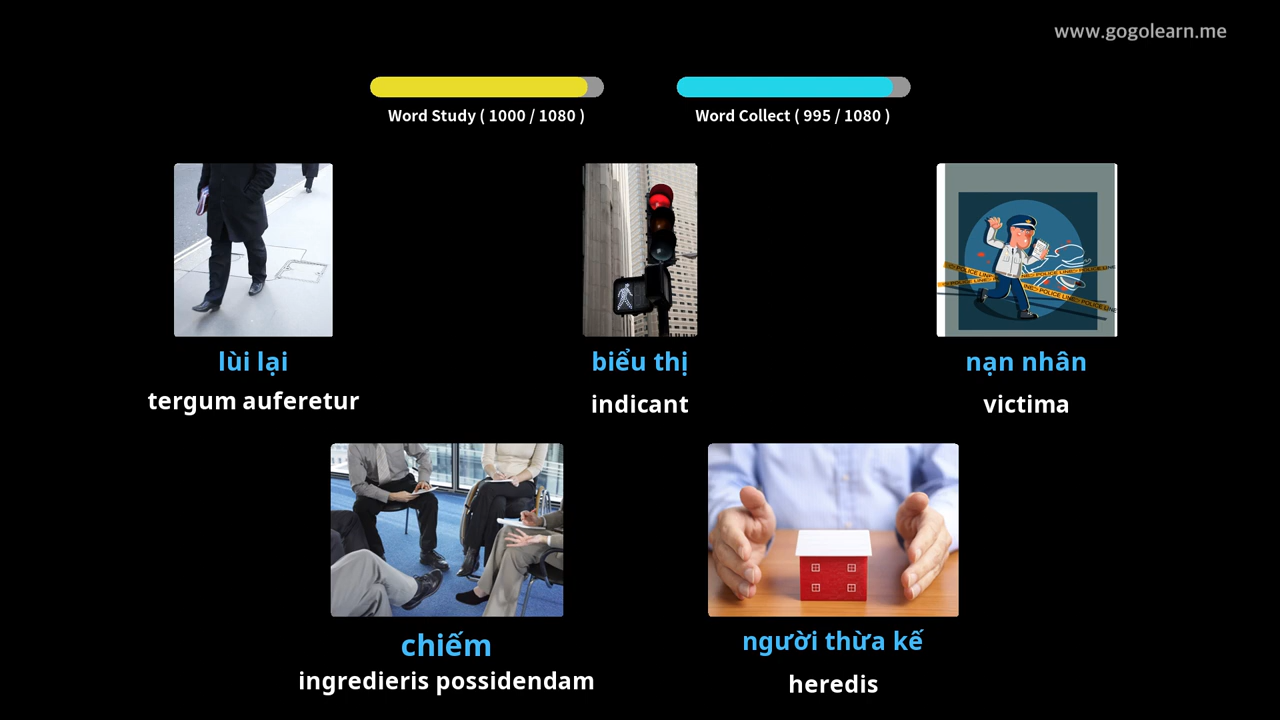 www.gogolearn.me
Word Study ( 1000 / 1080 )
Word Collect ( 995 / 1080 )
lùi lại
tergum auferetur
biểu thị
indicant
nạn nhân
victima
chiếm
ingredieris possidendam
người thừa kế
heredis